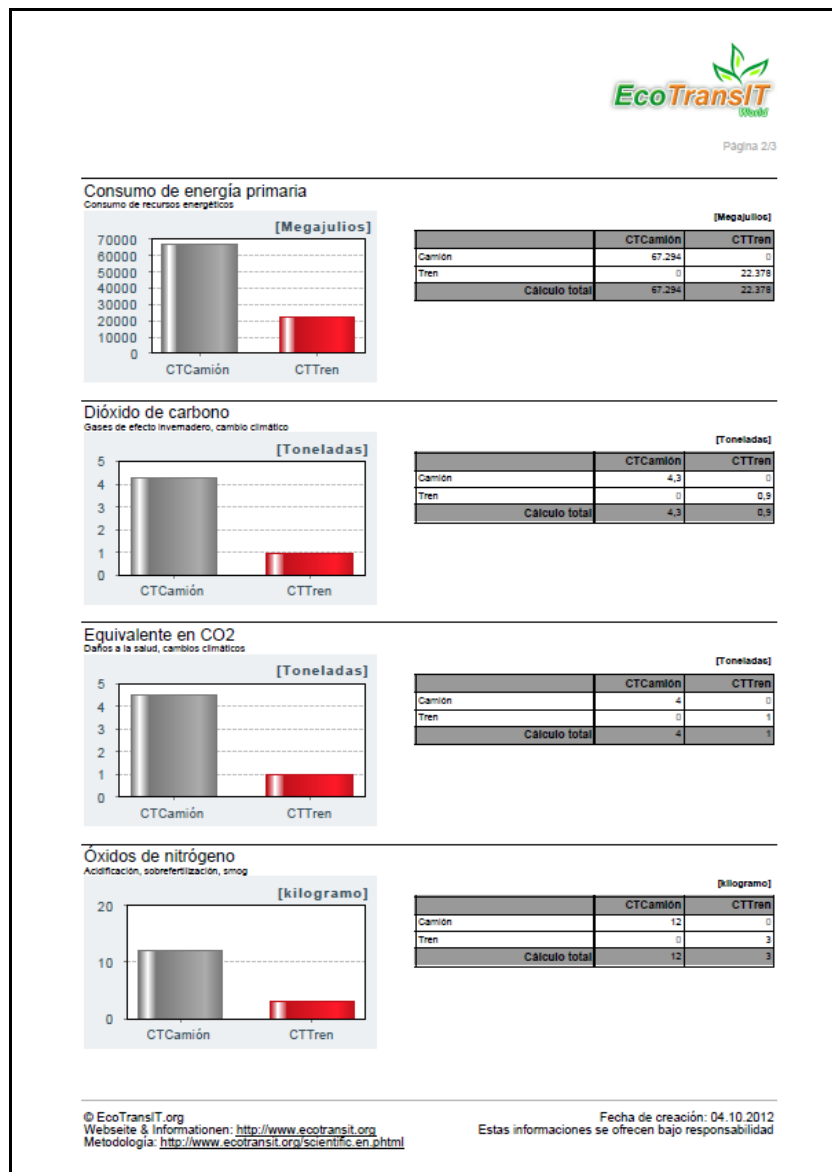 EcoTransIT
World
Página 2/3
Consumo de energía primaria
Consumo de recursos energéticos
[Megajulios]
70000
60000
50000
40000
30000
20000
10000
0
CTCamión CTTren
[Megajulios]
CTCamión CTTren
Camión 67.294 0
Tren 0 22.378
Cálculo total 67.294 22.378
Dióxido de carbono
Gases de efecto invernadero, cambio climático
[Toneladas]
5
4
3
2
1
0
CTCamión CTTren
[Toneladas]
CTCamión CTTren
Camión 4,3 0
Tren 0 0,9
Cálculo total 4,3 0,9
Equivalente en CO2
Daños a la salud, cambios climáticos
[Toneladas]
5
4
3
2
1
0
CTCamión CTTren
[Toneladas]
CTCamión CTTren
Camión 4 0
Tren 0 1
Cálculo total 4 1
Óxidos de nitrógeno
Acidificación, sobrefertilización, smog
[kilogramo]
20
10
0
CTCamión CTTren
[kilogramo]
CTCamión CTTren
Camión 12 0
Tren 0 3
Cálculo total 12 3
© EcoTransIT.org
Webseite & Informationen: http://www.ecotransit.org
Metodología: http://www.ecotransit.org/scientific.en.phtml
Fecha de creación: 04.10.2012
Estas informaciones se ofrecen bajo responsabilidad